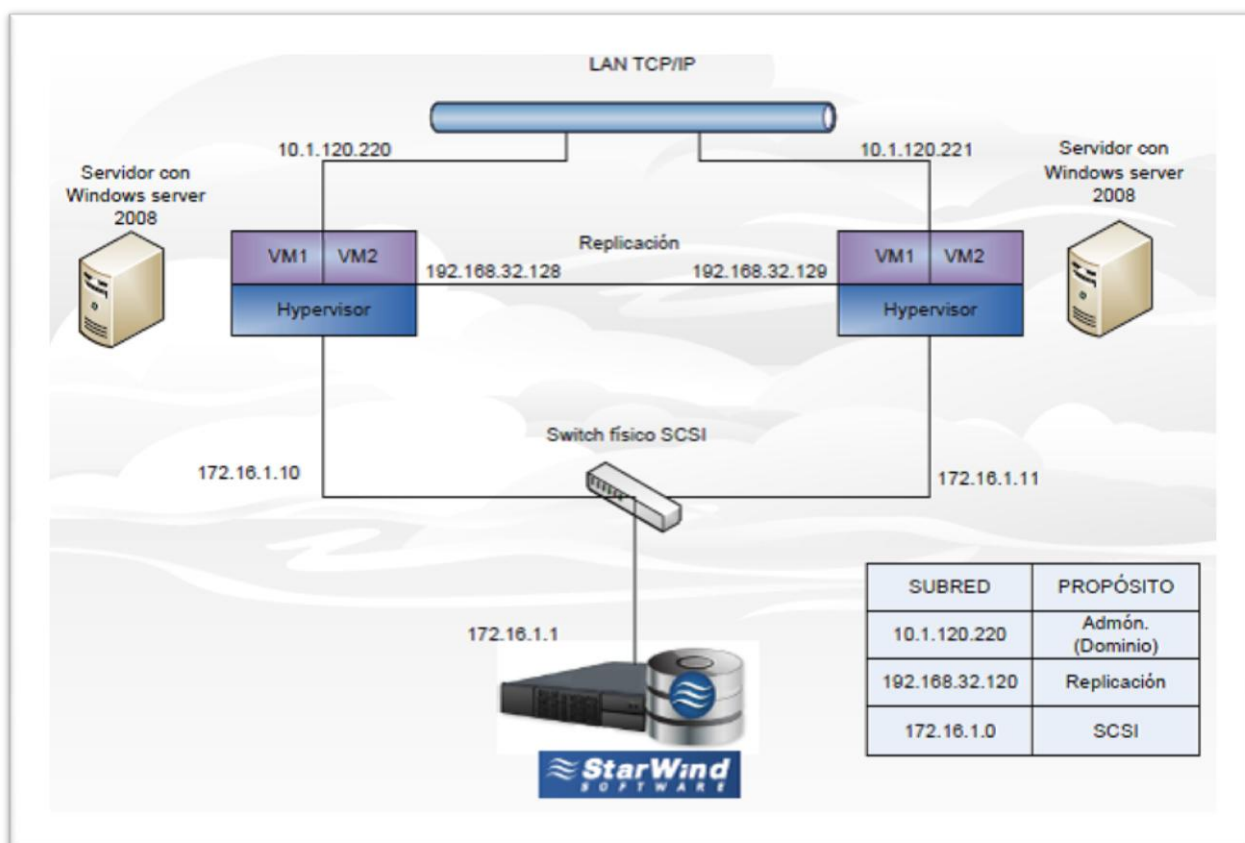 LAN TCP/IP
10.1.120.220
10.1.120.221
Servidor con
Windows server
2008
Servidor con
Windows server
2008
VM1
VM2
Replicación
VM1
VM2
192.168.32.128
192.168.32.129
Hypervisor
Hypervisor
Switch físico SCSI
172.16.1.10
172.16.1.11
172.16.1.1
StarWind
SOFTWARE
SUBRED
PROPÓSITO
10.1.120.220
Admón.
(Dominio)
192.168.32.120
Replicación
172.16.1.0
SCSI